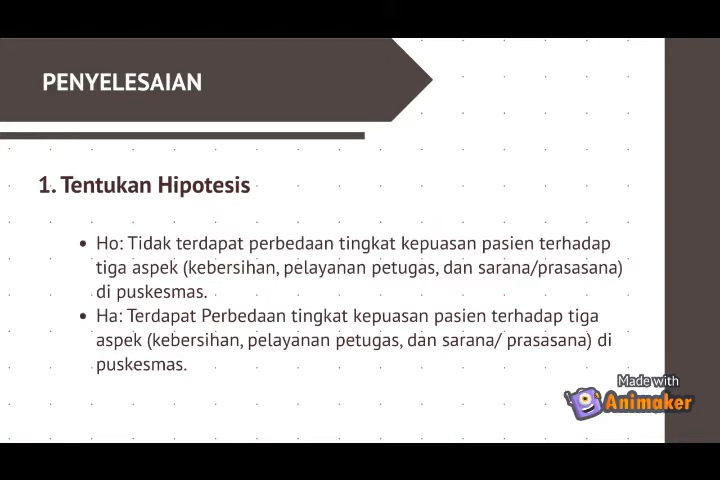 PENYELESAIAN
1. Tentukan Hipotesis
• Ho: Tidak terdapat perbedaan tingkat kepuasan pasien terhadap
tiga aspek (kebersihan, pelayanan petugas, dan sarana/prasasana)
di puskesmas.
• Ha: Terdapat Perbedaan tingkat kepuasan pasien terhadap tiga
aspek (kebersihan, pelayanan petugas, dan sarana/ prasasana) di
puskesmas.
Made with
Animaker